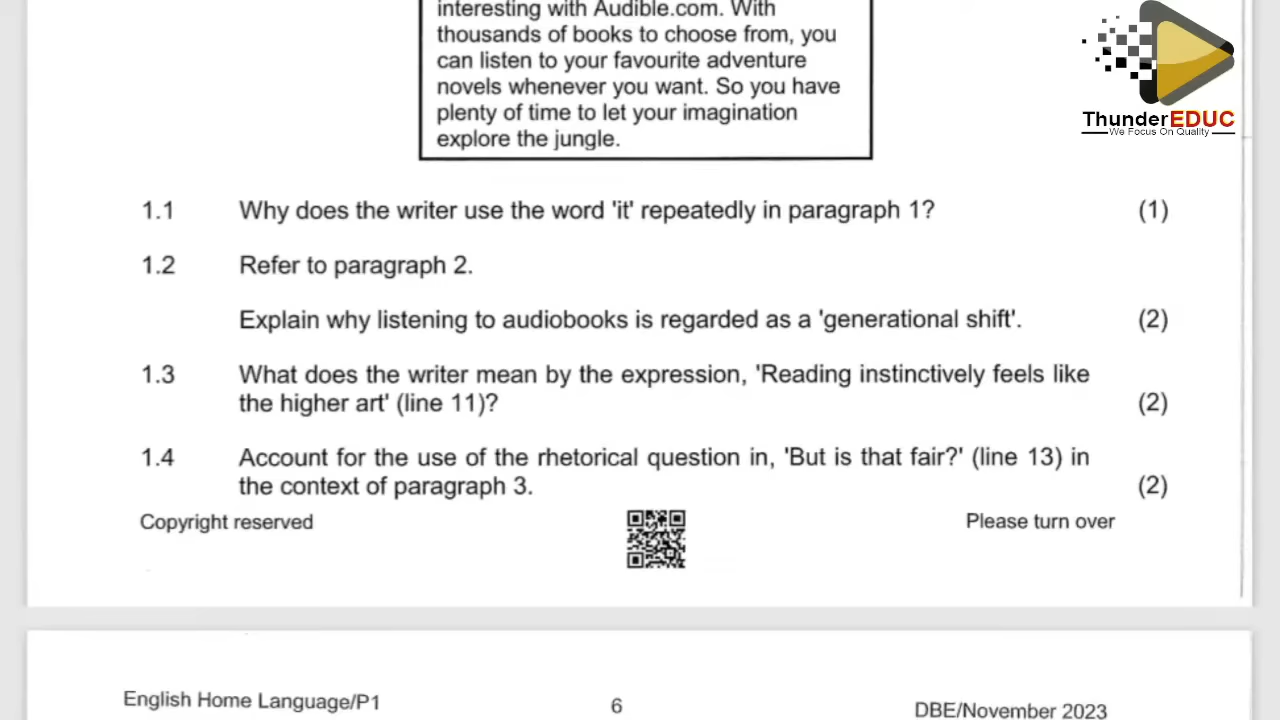 interesting with Audible.com. With
thousands of books to choose from, you
can listen to your favourite adventure
novels whenever you want. So you have
plenty of time to let your imagination
explore the jungle.
ThunderEDUC
We Focus On Quality
1.1 Why does the writer use the word 'it' repeatedly in paragraph 1? (1)
1.2 Refer to paragraph 2.
Explain why listening to audiobooks is regarded as a 'generational shift'. (2)
1.3 What does the writer mean by the expression, 'Reading instinctively feels like
the higher art' (line 11)? (2)
1.4 Account for the use of the rhetorical question in, 'But is that fair?' (line 13) in
the context of paragraph 3. (2)
Copyright reserved Please turn over
English Home Language/P1 6 DBE/November 2023